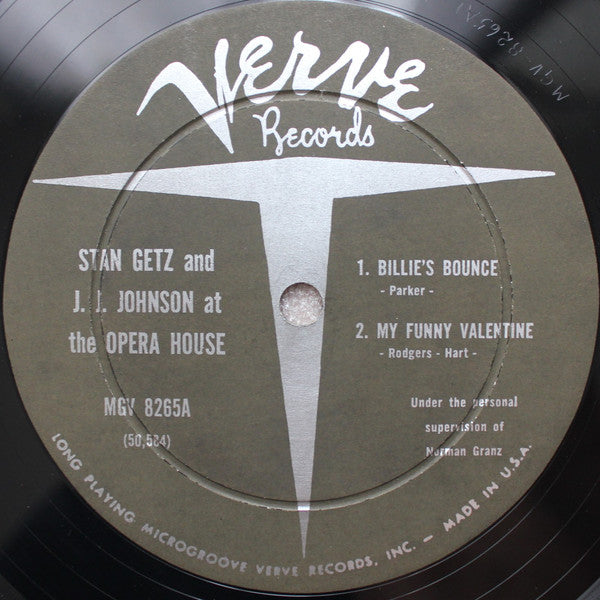 Verve
Records
STAN GETZ and
J. J. JOHNSON at
the OPERA HOUSE
MGV 8265A
(50,584)
1. BILLIE'S BOUNCE
- Parker -
2. MY FUNNY VALENTINE
- Rodgers - Hart -
Under the personal
supervision of
Norman Granz
LONG PLAYING MICROGROOVE VERVE RECORDS, INC. — MADE IN U.S.A.
MGV 8265A